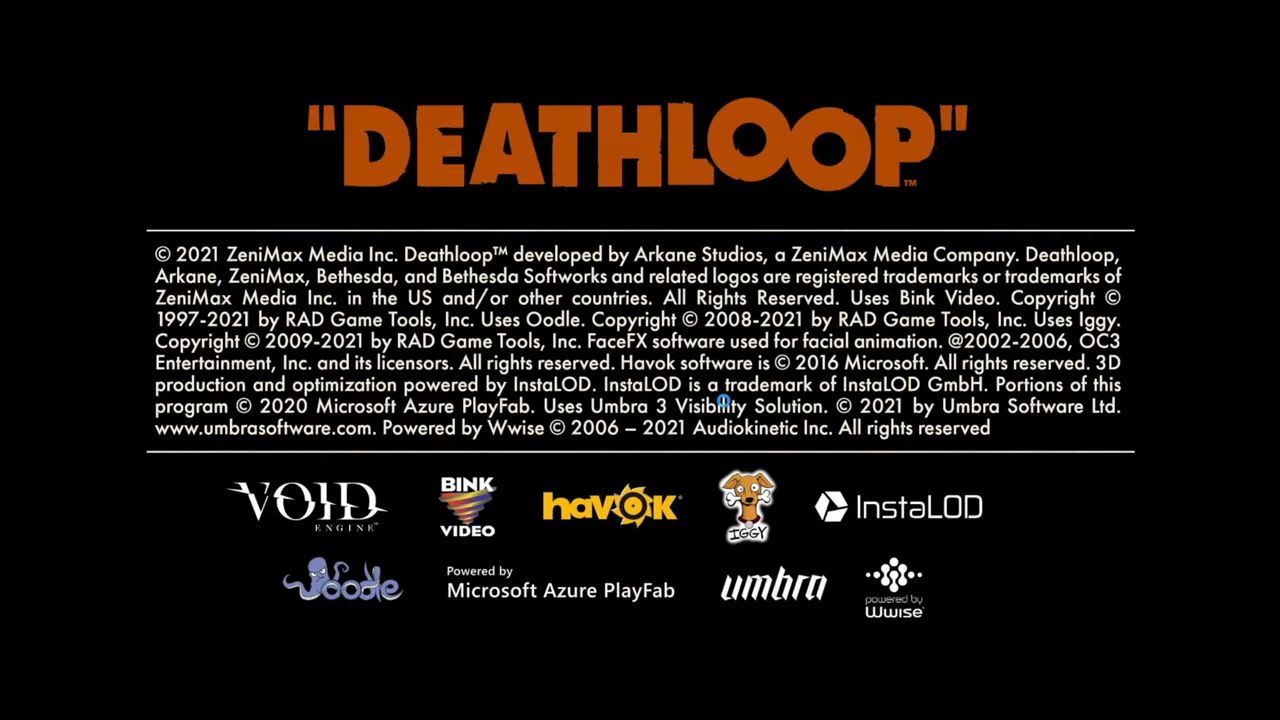 "DEATHLOOP"™
© 2021 ZeniMax Media Inc. Deathloop™ developed by Arkane Studios, a ZeniMax Media Company. Deathloop,
Arkane, ZeniMax, Bethesda, and Bethesda Softworks and related logos are registered trademarks or trademarks of
ZeniMax Media Inc. in the US and/or other countries. All Rights Reserved. Uses Bink Video. Copyright ©
1997-2021 by RAD Game Tools, Inc. Uses Oodle. Copyright © 2008-2021 by RAD Game Tools, Inc. Uses Iggy.
Copyright © 2009-2021 by RAD Game Tools, Inc. FaceFX software used for facial animation. @2002-2006, OC3
Entertainment, Inc. and its licensors. All rights reserved. Havok software is © 2016 Microsoft. All rights reserved. 3D
production and optimization powered by InstaLOD. InstaLOD is a trademark of InstaLOD GmbH. Portions of this
program © 2020 Microsoft Azure PlayFab. Uses Umbra 3 Visibility Solution. © 2021 by Umbra Software Ltd.
www.umbrasoftware.com. Powered by Wwise © 2006 – 2021 Audiokinetic Inc. All rights reserved
VOID
ENGINE™
BINK
VIDEO
havok®
IGGY
InstaLOD
oodle
Powered by
Microsoft Azure PlayFab
umbra
powered by
Wwise